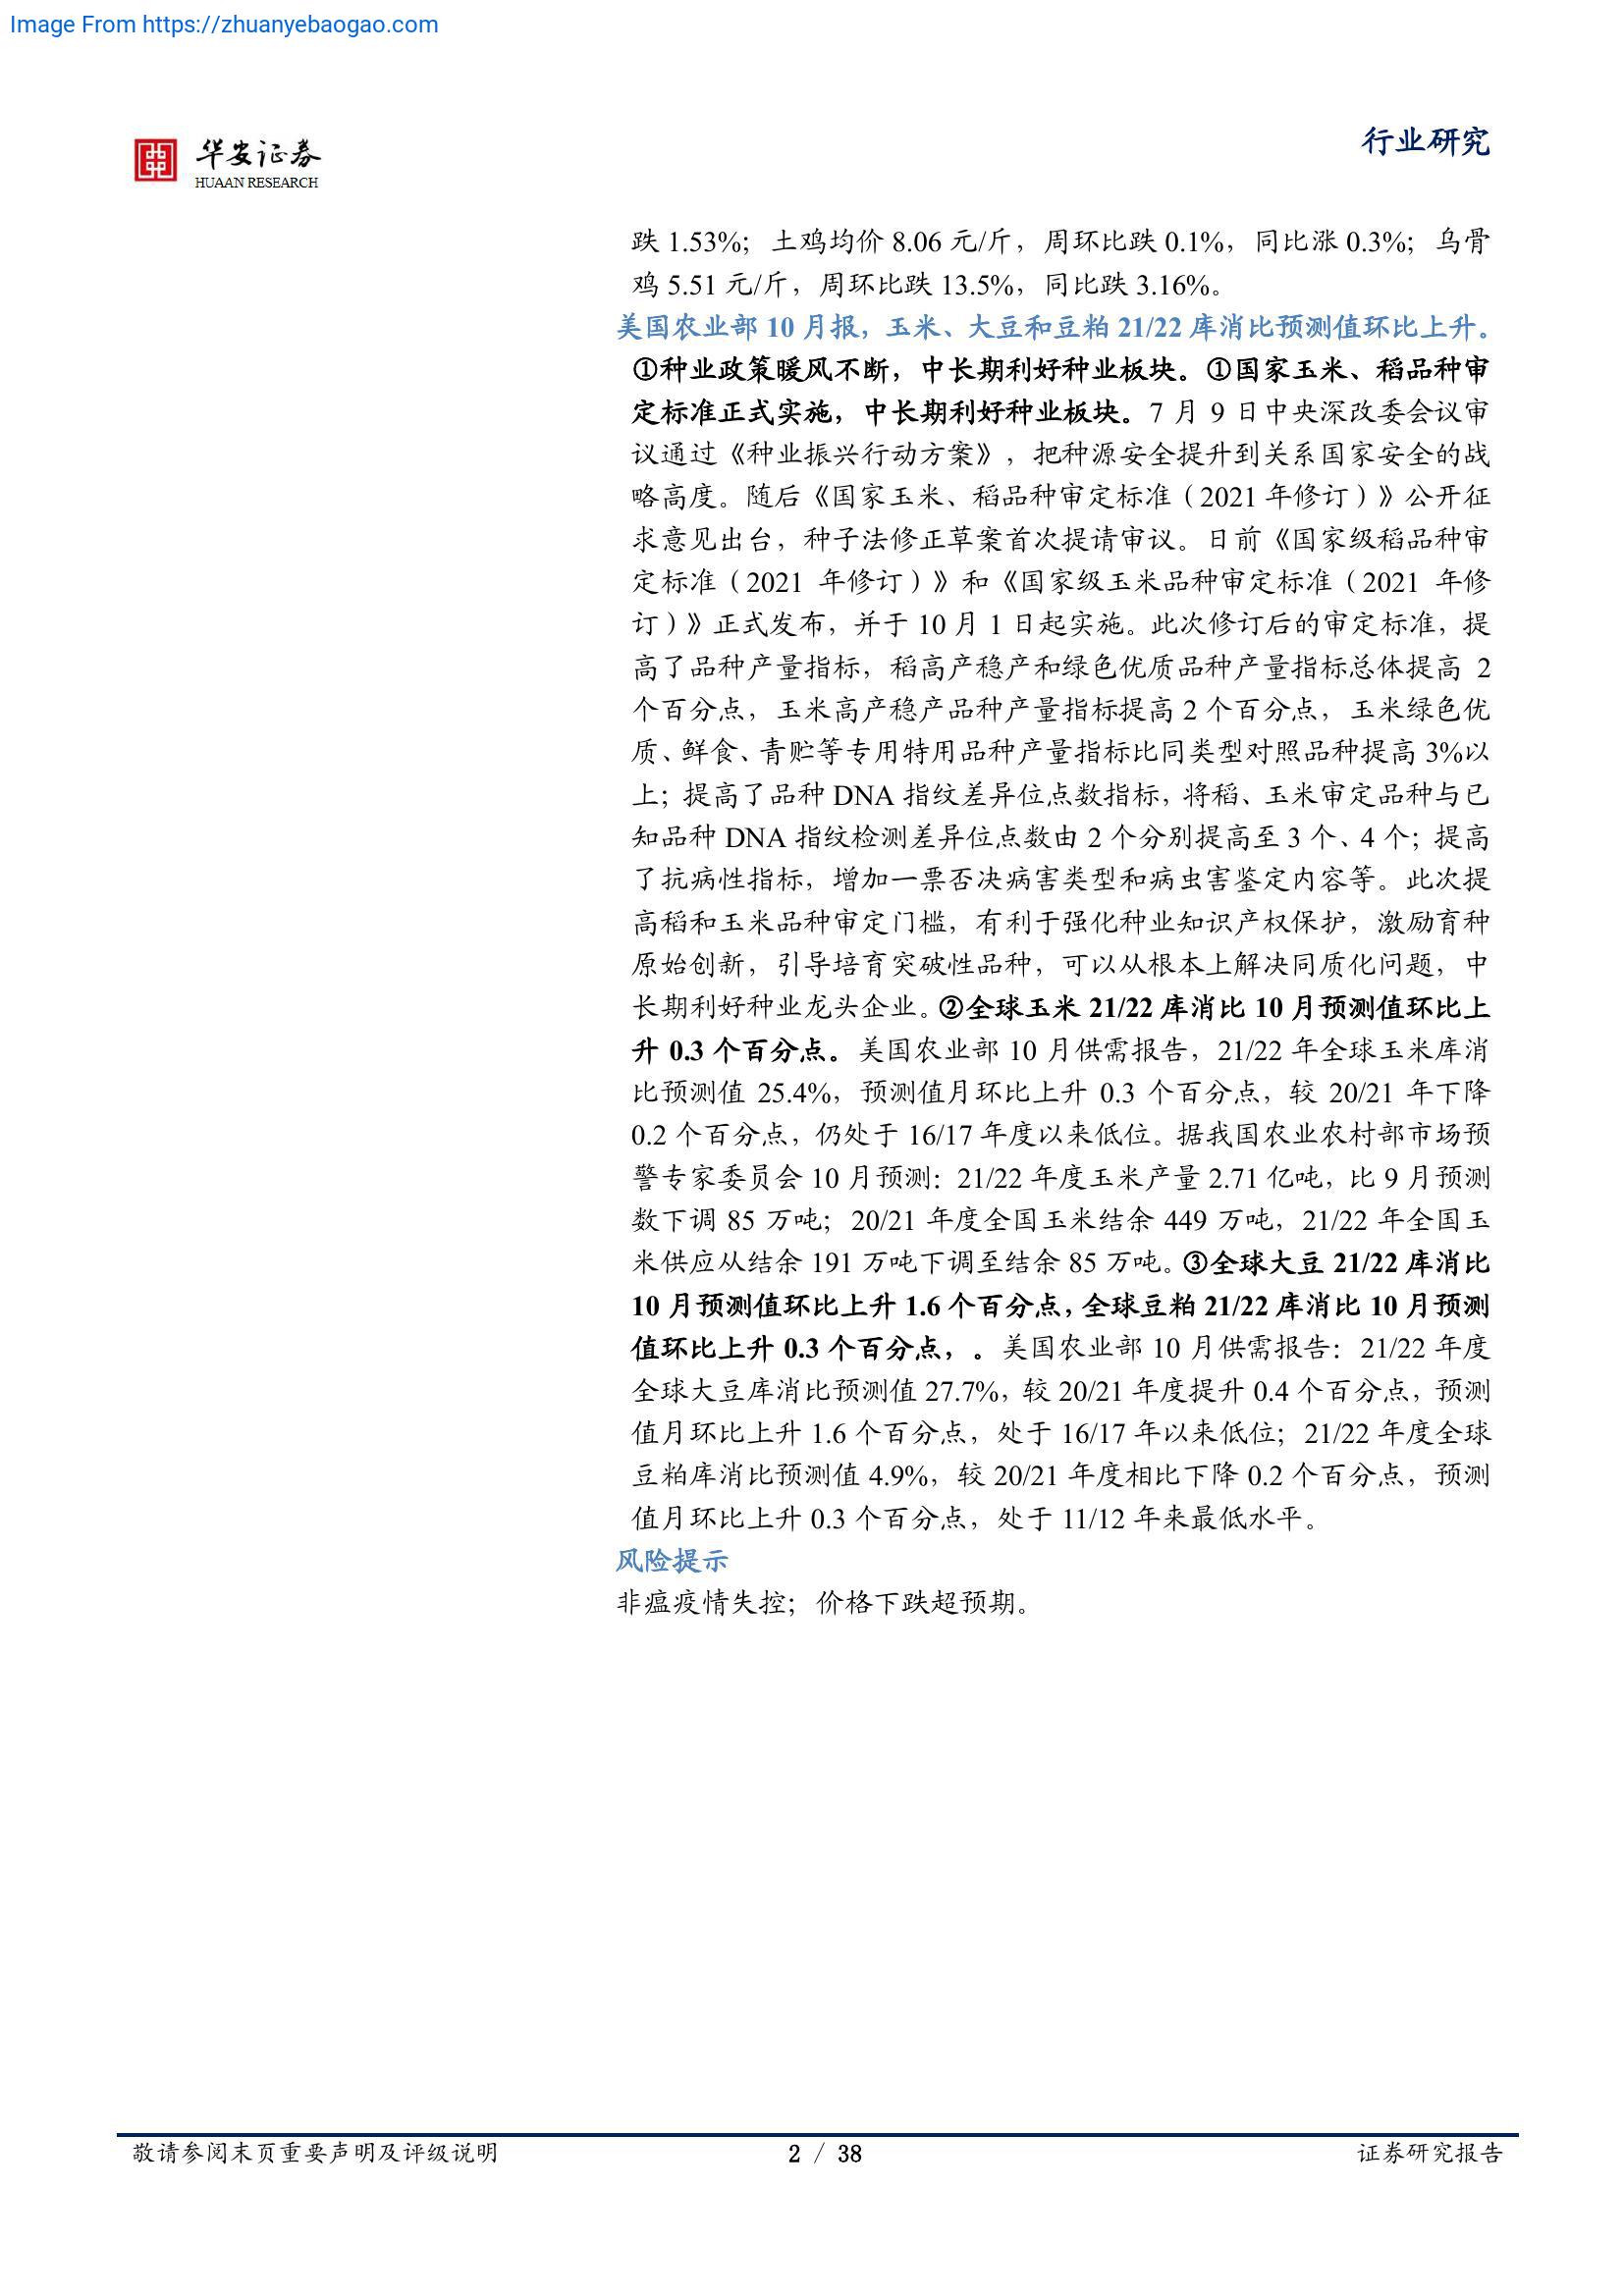 Image From https://zhuanyebaogao.com
华安证券
HUAAN RESEARCH
行业研究
跌 1.53%；土鸡均价 8.06 元/斤，周环比跌 0.1%，同比涨 0.3%；乌骨
鸡 5.51 元/斤，周环比跌 13.5%，同比跌 3.16%。
美国农业部 10 月报，玉米、大豆和豆粕 21/22 库消比预测值环比上升。
①种业政策暖风不断，中长期利好种业板块。①国家玉米、稻品种审
定标准正式实施，中长期利好种业板块。7 月 9 日中央深改委会议审
议通过《种业振兴行动方案》，把种源安全提升到关系国家安全的战
略高度。随后《国家玉米、稻品种审定标准（2021 年修订）》公开征
求意见出台，种子法修正草案首次提请审议。日前《国家级稻品种审
定标准（2021 年修订）》和《国家级玉米品种审定标准（2021 年修
订）》正式发布，并于 10 月 1 日起实施。此次修订后的审定标准，提
高了品种产量指标，稻高产稳产和绿色优质品种产量指标总体提高 2
个百分点，玉米高产稳产品种产量指标提高 2 个百分点，玉米绿色优
质、鲜食、青贮等专用特用品种产量指标比同类型对照品种提高 3%以
上；提高了品种 DNA 指纹差异位点数指标，将稻、玉米审定品种与已
知品种 DNA 指纹检测差异位点数由 2 个分别提高至 3 个、4 个；提高
了抗病性指标，增加一票否决病害类型和病虫害鉴定内容等。此次提
高稻和玉米品种审定门槛，有利于强化种业知识产权保护，激励育种
原始创新，引导培育突破性品种，可以从根本上解决同质化问题，中
长期利好种业龙头企业。②全球玉米 21/22 库消比 10 月预测值环比上
升 0.3 个百分点。美国农业部 10 月供需报告，21/22 年全球玉米库消
比预测值 25.4%，预测值月环比上升 0.3 个百分点，较 20/21 年下降
0.2 个百分点，仍处于 16/17 年度以来低位。据我国农业农村部市场预
警专家委员会 10 月预测：21/22 年度玉米产量 2.71 亿吨，比 9 月预测
数下调 85 万吨；20/21 年度全国玉米结余 449 万吨，21/22 年全国玉
米供应从结余 191 万吨下调至结余 85 万吨。③全球大豆 21/22 库消比
10 月预测值环比上升 1.6 个百分点，全球豆粕 21/22 库消比 10 月预测
值环比上升 0.3 个百分点，。美国农业部 10 月供需报告：21/22 年度
全球大豆库消比预测值 27.7%，较 20/21 年度提升 0.4 个百分点，预测
值月环比上升 1.6 个百分点，处于 16/17 年以来低位；21/22 年度全球
豆粕库消比预测值 4.9%，较 20/21 年度相比下降 0.2 个百分点，预测
值月环比上升 0.3 个百分点，处于 11/12 年来最低水平。
风险提示
非瘟疫情失控；价格下跌超预期。
敬请参阅末页重要声明及评级说明
2 / 38
证券研究报告